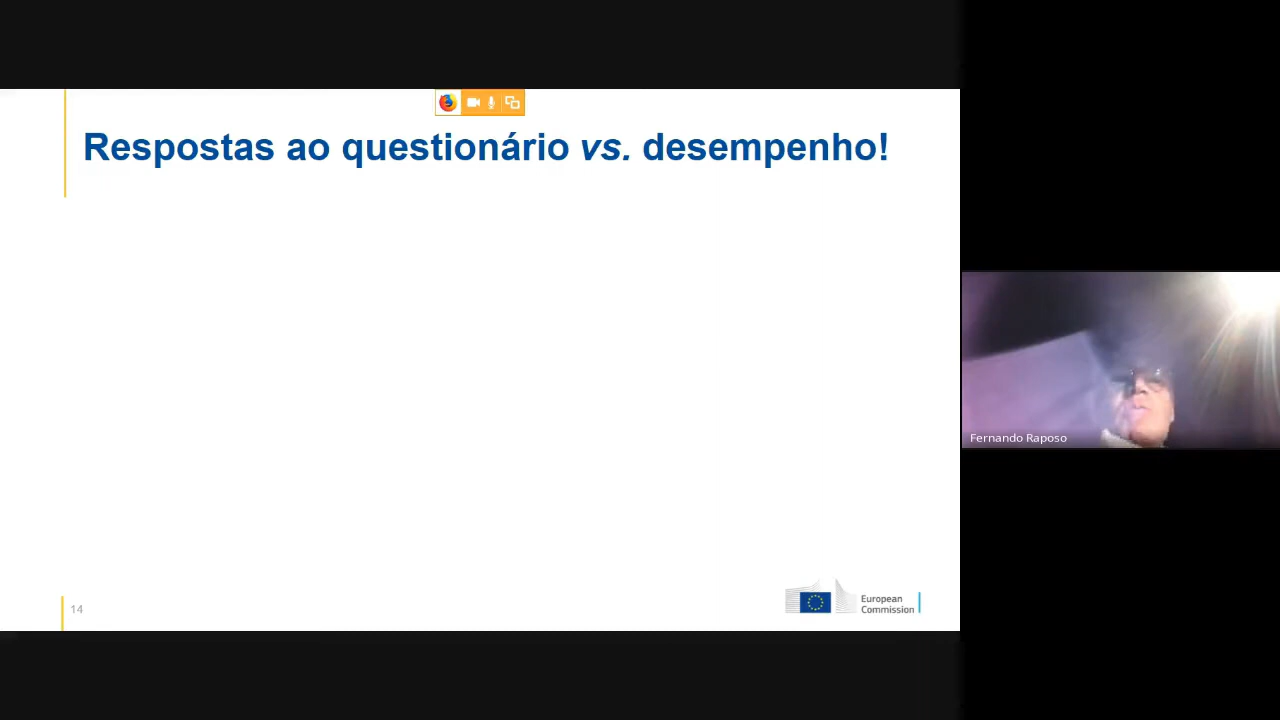 Respostas ao questionário vs. desempenho!
Fernando Raposo
14
European
Commission